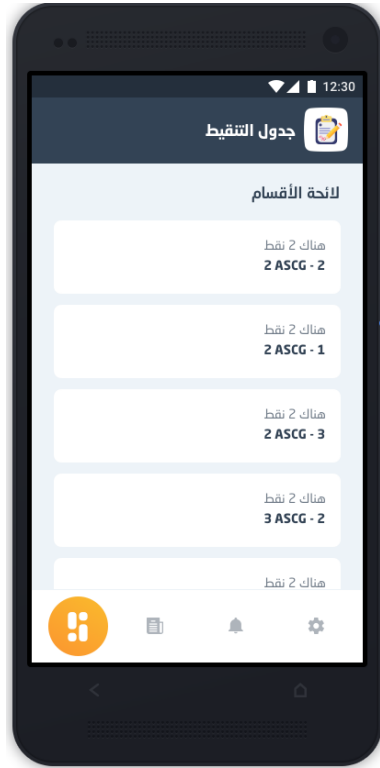 12:30
جدول التنقيط
لائحة الأقسام
هناك 2 نقط
2 ASCG - 2
هناك 2 نقط
2 ASCG - 1
هناك 2 نقط
2 ASCG - 3
هناك 2 نقط
3 ASCG - 2
هناك 2 نقط